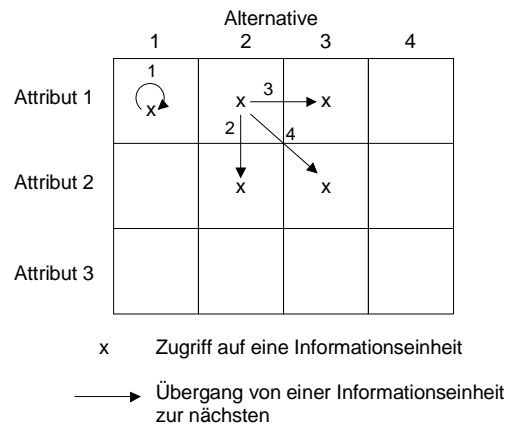 Alternative
1 2 3 4
Attribut 1 1 x x 3 x
2 4
Attribut 2 x x
Attribut 3
x Zugriff auf eine Informationseinheit
Übergang von einer Informationseinheit
zur nächsten